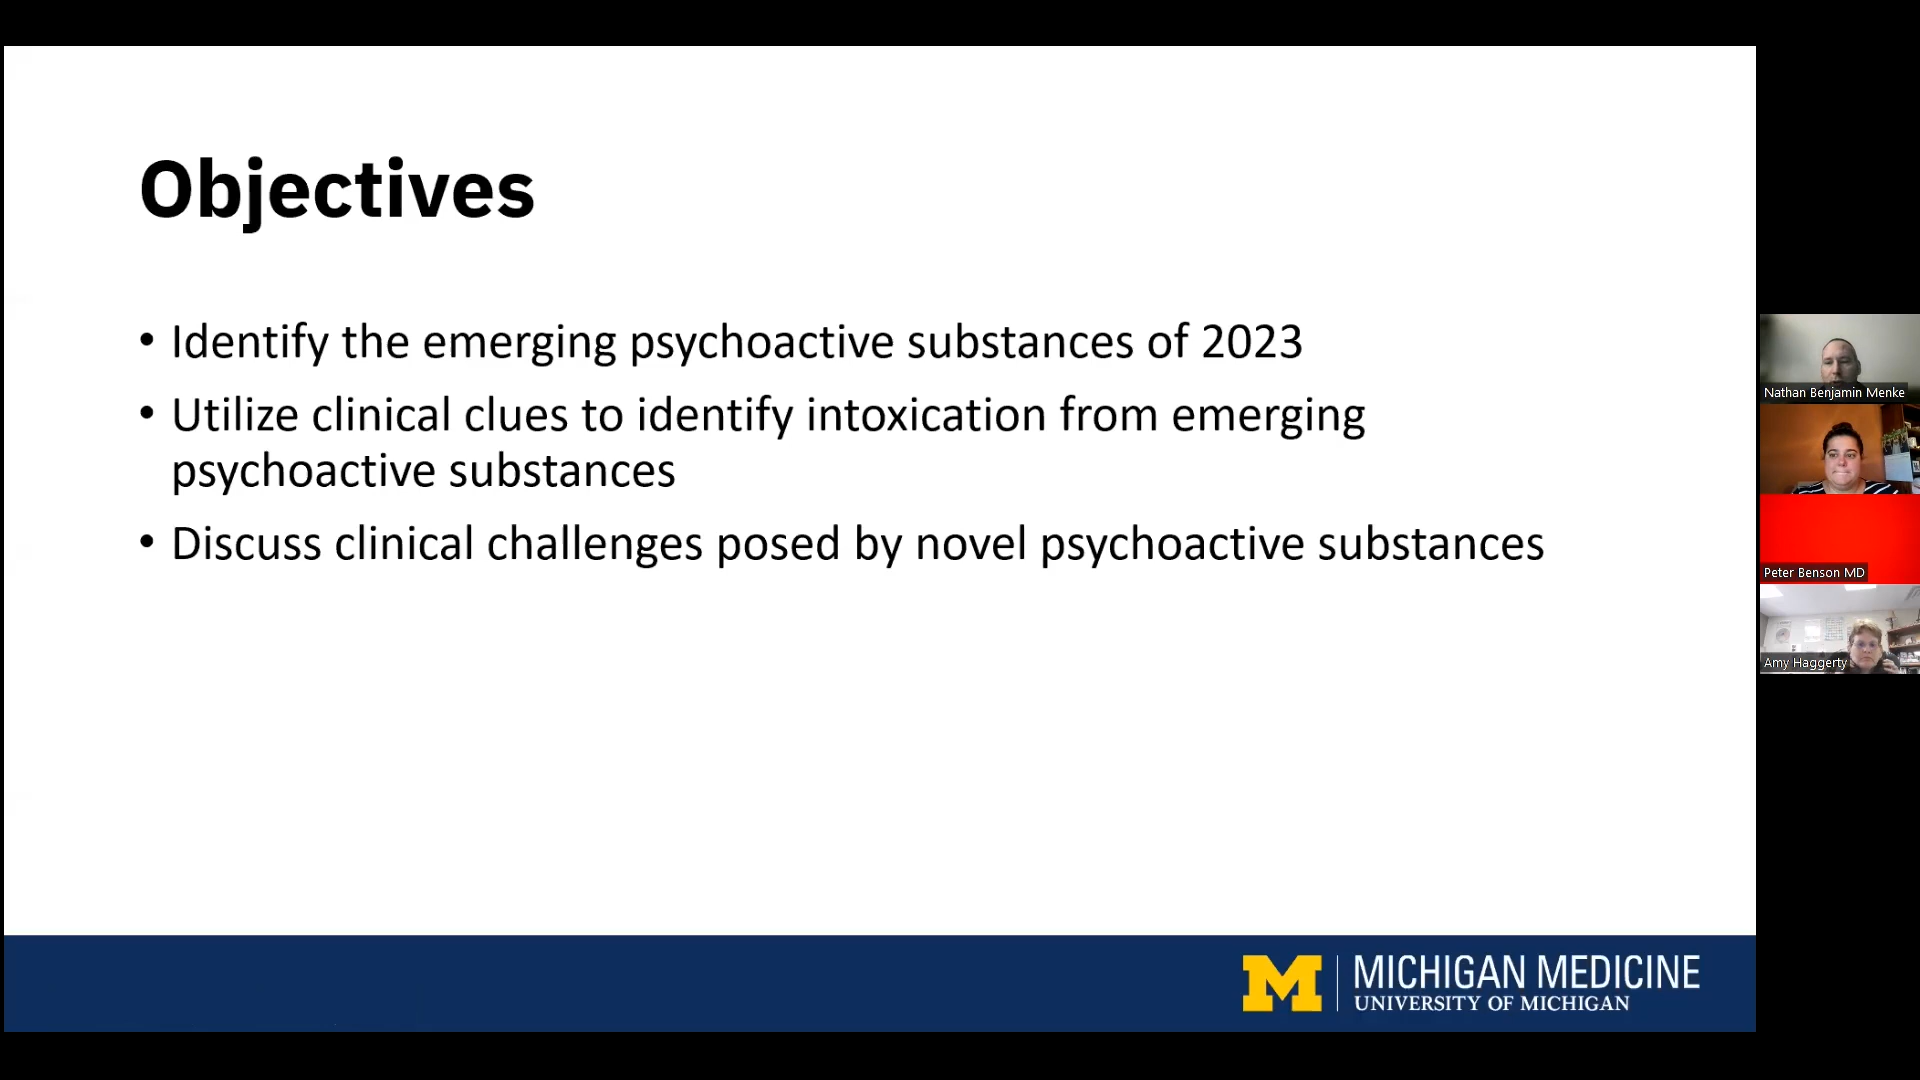 Objectives
• Identify the emerging psychoactive substances of 2023
• Utilize clinical clues to identify intoxication from emerging
psychoactive substances
• Discuss clinical challenges posed by novel psychoactive substances
M
MICHIGAN MEDICINE
UNIVERSITY OF MICHIGAN
Nathan Benjamin Menke
Peter Benson MD
Amy Haggerty